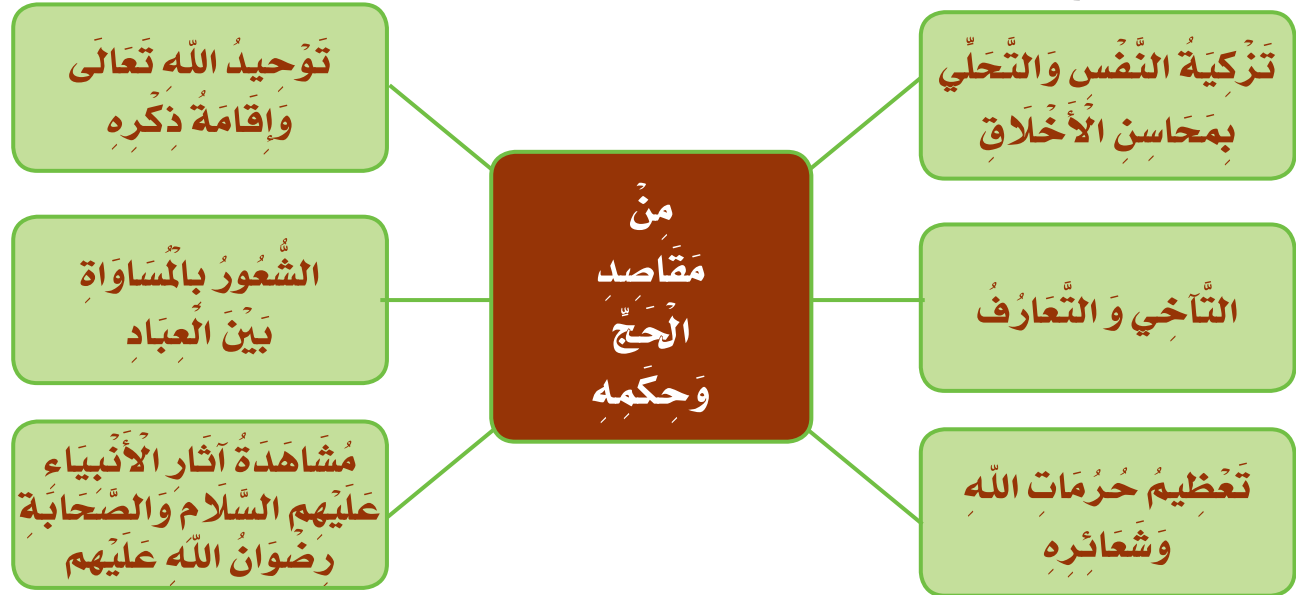 مِنْ
مَقَاصِدِ
الْحَجِّ
وَحِكَمِهِ
تَزْكِيَةُ النَّفْسِ وَالتَّحَلِّي
بِمَحَاسِنِ الْأَخْلَاقِ
التَّآخِي وَ التَّعَارُفُ
تَعْظِيمُ حُرُمَاتِ اللَّهِ
وَشَعَائِرِهِ
تَوْحِيدُ اللَّهِ تَعَالَى
وَإِقَامَةُ ذِكْرِهِ
الشُّعُورُ بِالْمُسَاوَاةِ
بَيْنَ الْعِبَادِ
مُشَاهَدَةُ آثَارِ الْأَنْبِيَاءِ
عَلَيْهِم السَّلَام وَالصَّحَابَةِ
رِضْوَانُ اللَّهِ عَلَيْهم